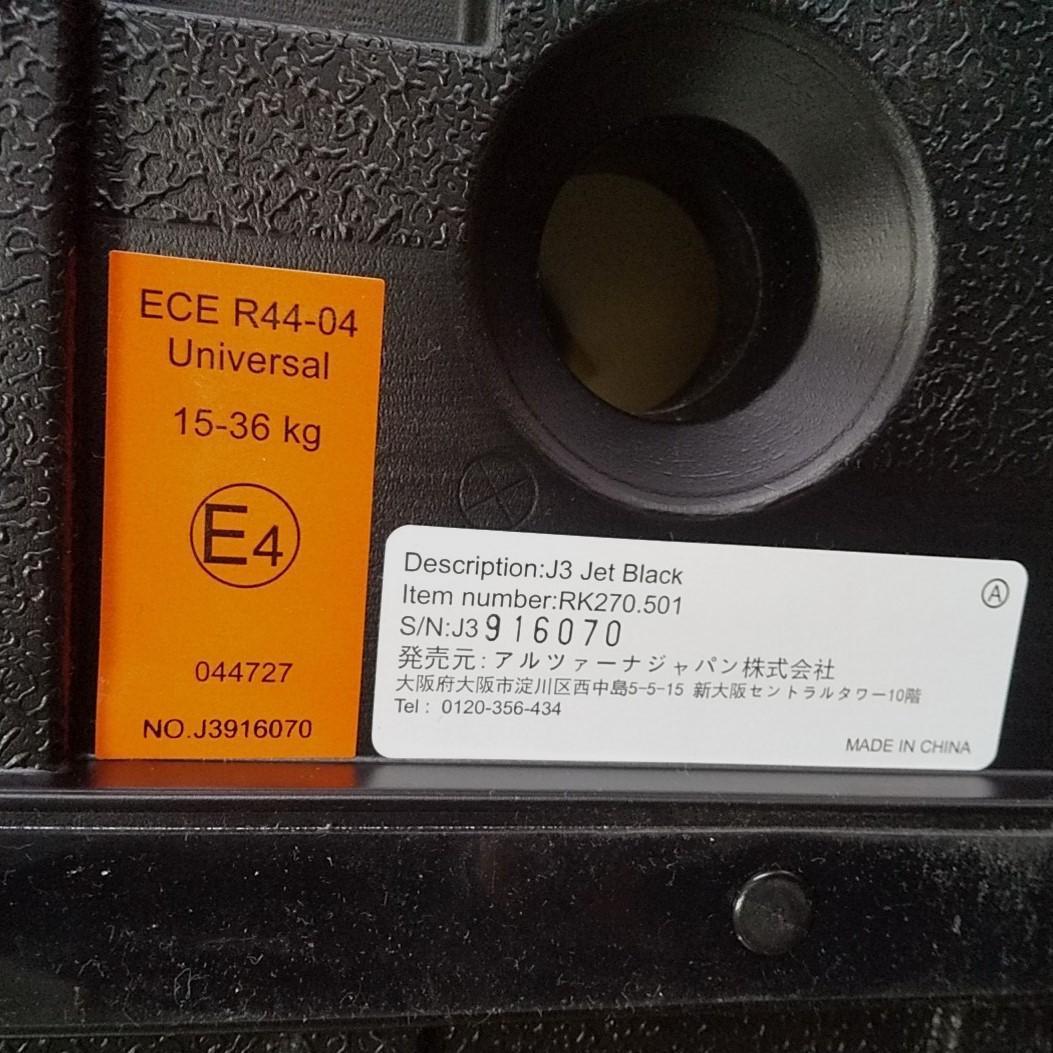 ECE R44-04
Universal
15-36 kg
E4
044727
NO.J3916070
Description:J3 Jet Black
A
Item number:RK270.501
S/N:J3916070
発売元:アルツァーナジャパン株式会社
大阪府大阪市淀川区西中島5-5-15 新大阪セントラルタワー10階
Tel : 0120-356-434
MADE IN CHINA